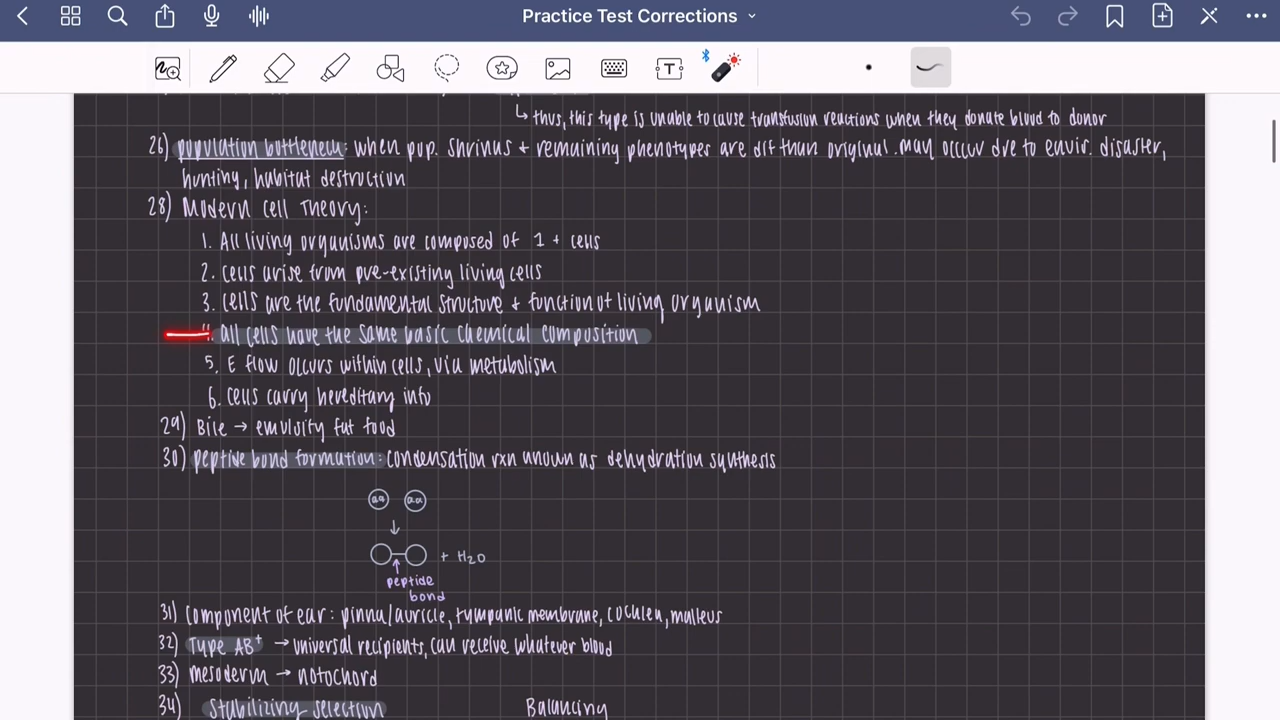 Practice Test Corrections
↳ thus, this type is unable to cause transfusion reactions when they donate blood to donor
26) population bottleneck: when pop. shrinks + remaining phenotypes are dif than original. may occur due to envir. disaster,
hunting, habitat destruction
28) Modern cell Theory:
1. All living organisms are composed of 1 + cells
2. cells arise from pre-existing living cells
3. cells are the fundamental structure + function of living organism
4. All cells have the same basic chemical composition
5. E flow occurs within cells, via metabolism
6. cells carry hereditary info
29) Bile → emulsify fat food
30) peptide bond formation: condensation rxn known as dehydration synthesis
aa aa
↓
+ H₂O
↑
peptide
bond
31) component of ear: pinna/auricle, tympanic membrane, cochlea, malleus
32) Type AB⁺ → universal recipients, can receive whatever blood
33) mesoderm → notochord
34) stabilizing selection Balancing